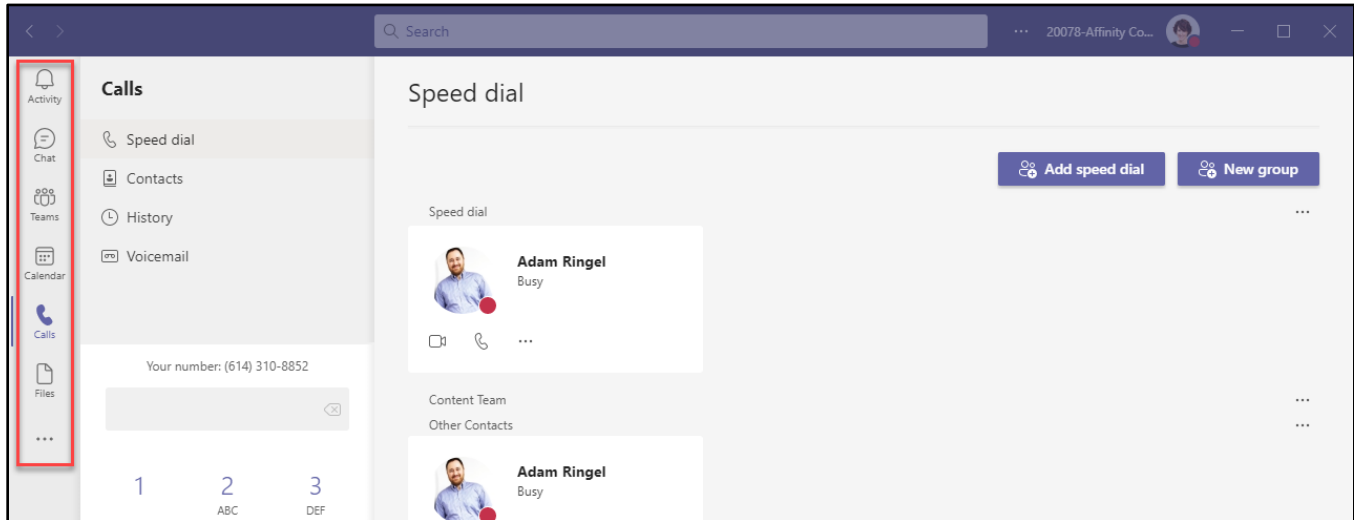 Search
20078-Affinity Co...
Activity
Chat
Teams
Calendar
Calls
Files
Calls
Speed dial
Contacts
History
Voicemail
Your number: (614) 310-8852
1 2 3
ABC DEF
Speed dial
Add speed dial New group
Speed dial
Adam Ringel
Busy
Content Team
Other Contacts
Adam Ringel
Busy